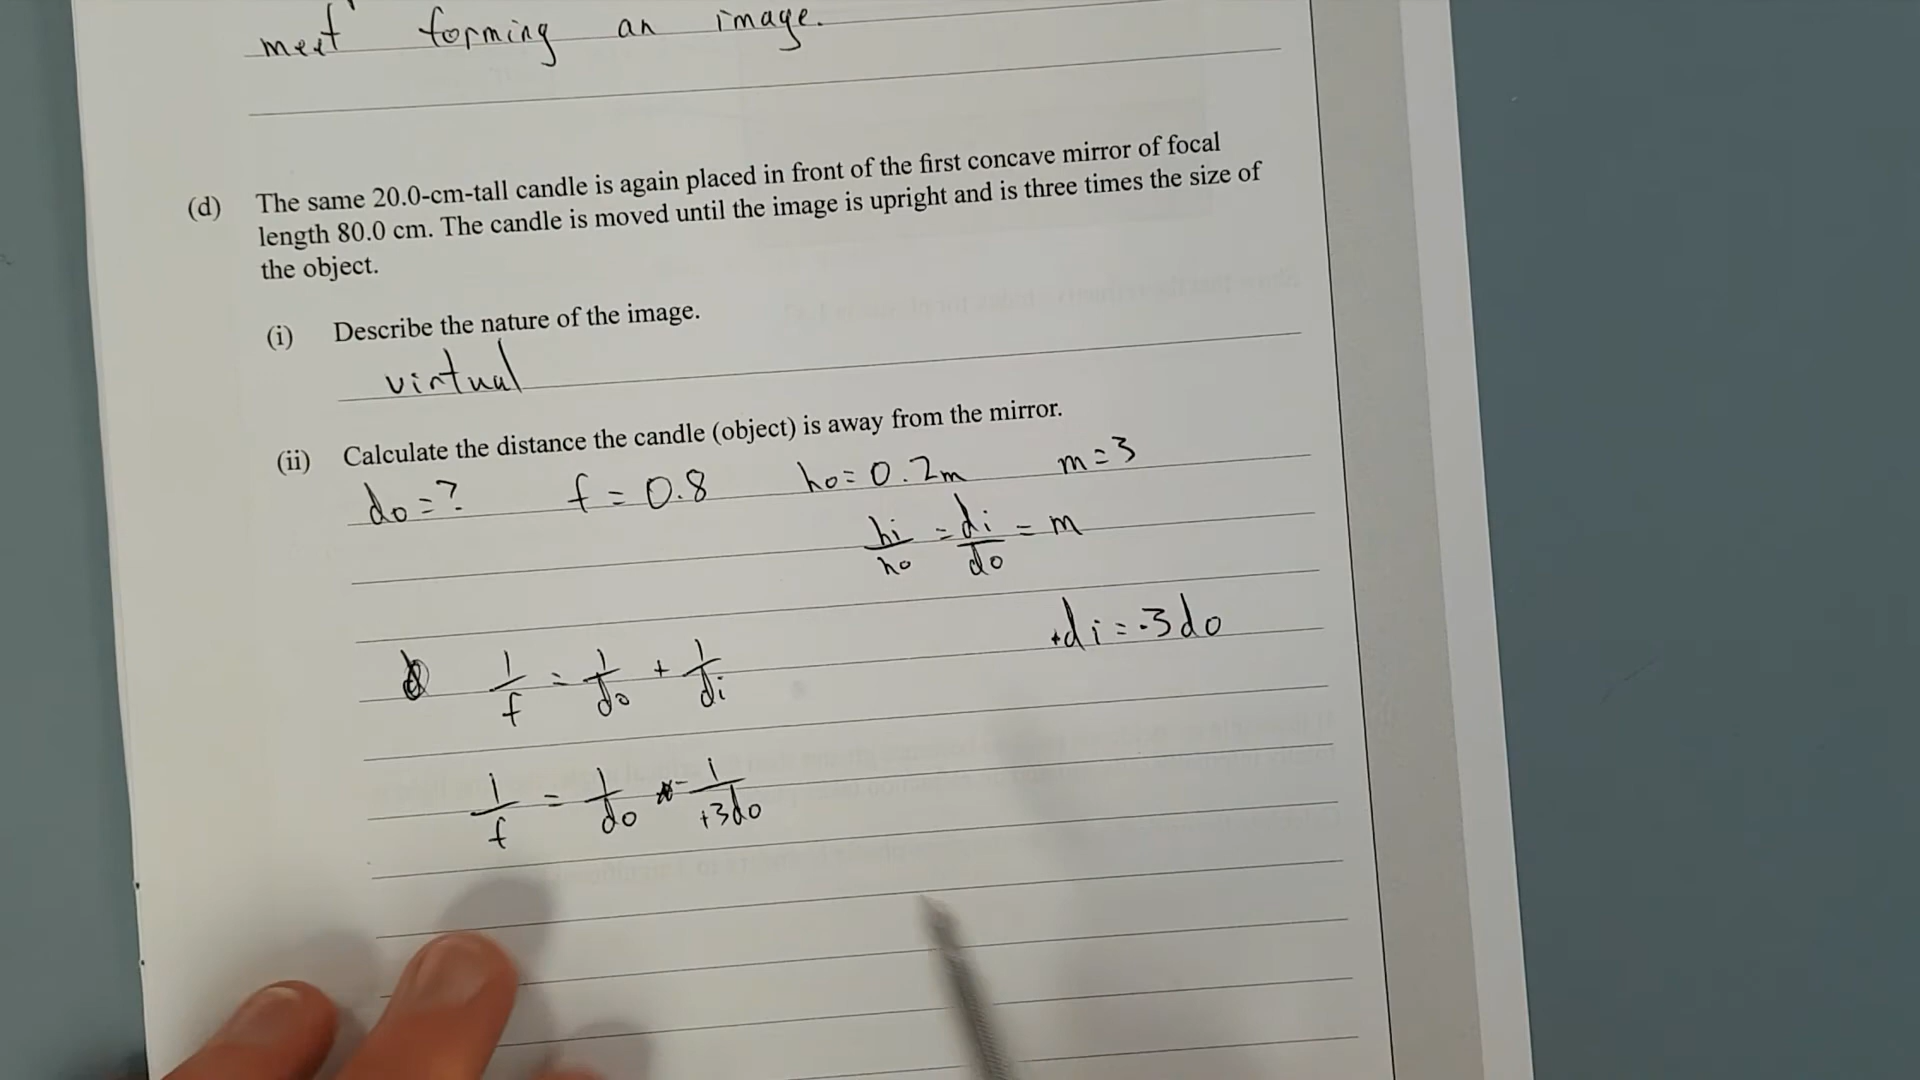 meet forming an image.
(d) The same 20.0-cm-tall candle is again placed in front of the first concave mirror of focal
length 80.0 cm. The candle is moved until the image is upright and is three times the size of
the object.
(i) Describe the nature of the image.
virtual
(ii) Calculate the distance the candle (object) is away from the mirror.
do=? f = 0.8 ho= 0.2m m=3
hi/ho = di/do = m
+di=-3do
1/f = 1/do + 1/di
1/f = 1/do - 1/+3do